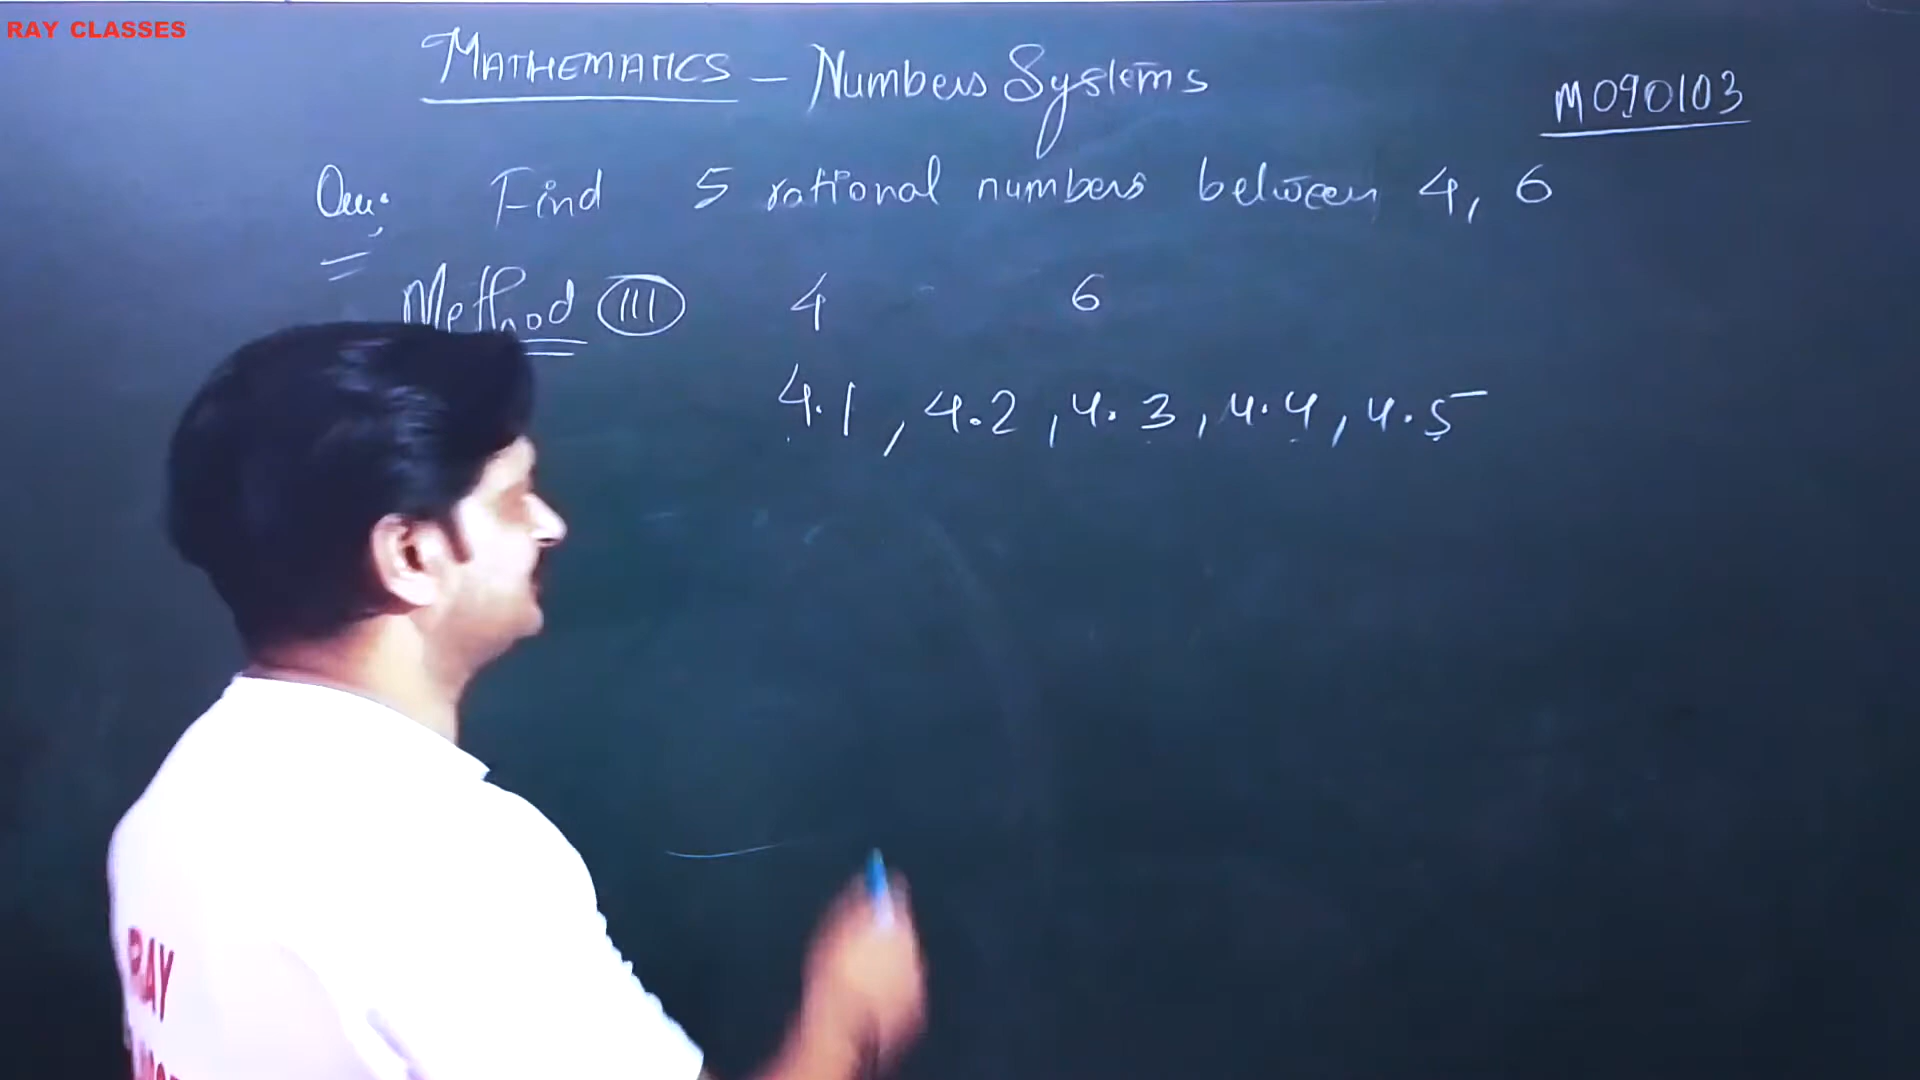 RAY CLASSES
MATHEMATICS - Numbers Systems
M090103
Que: Find 5 rational numbers between 4, 6
Method III 4 6
4.1, 4.2, 4.3, 4.4, 4.5
RAY